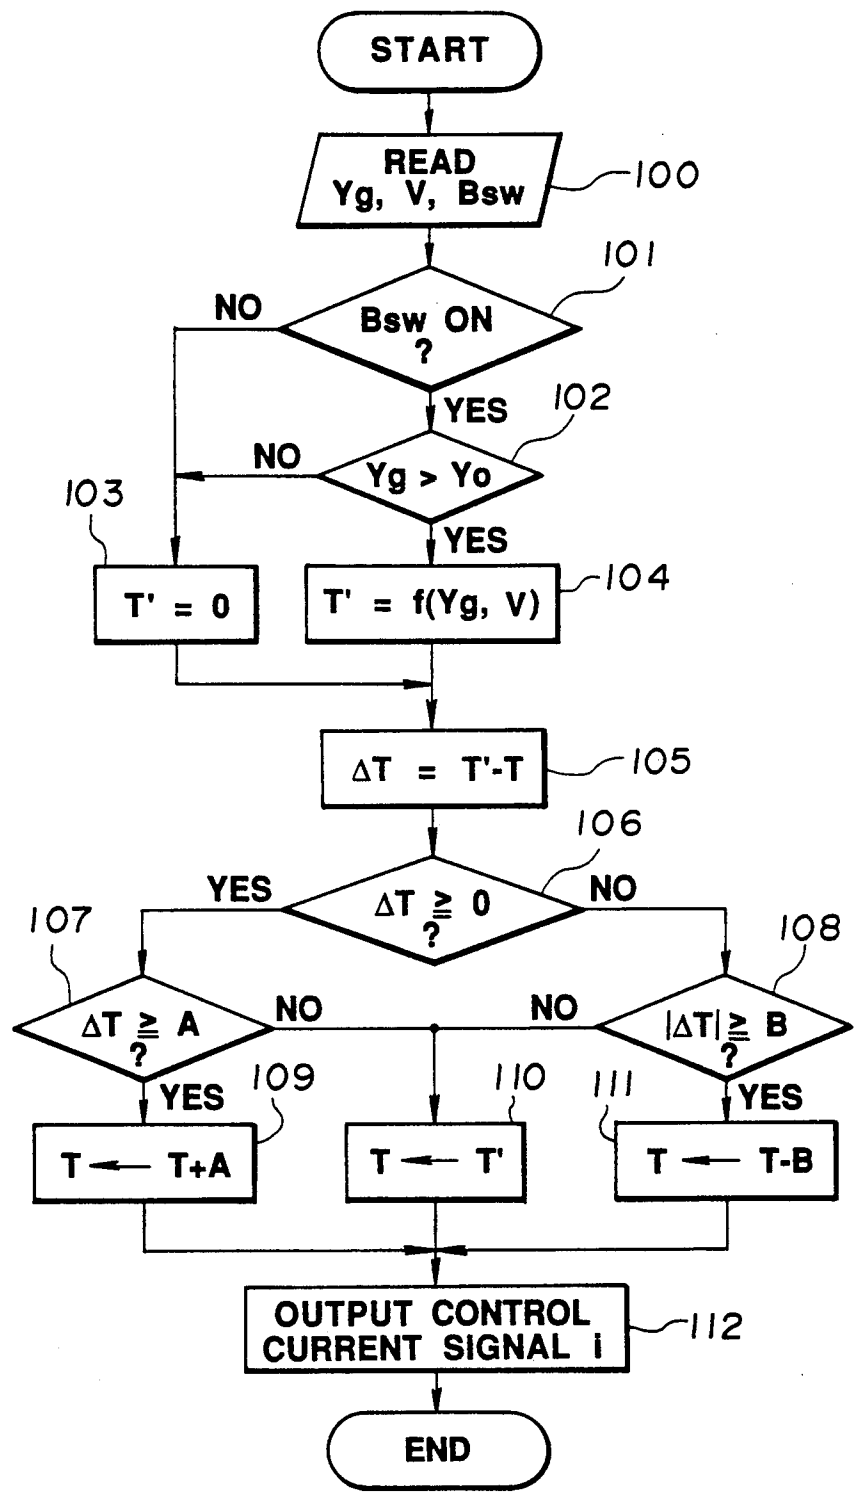 START
READ
Yg, V, Bsw
100
101
NO
Bsw ON
?
YES
102
NO
Yg > Yo
103
YES
104
T' = 0
T' = f(Yg, V)
ΔT = T'-T
105
106
YES
NO
ΔT ≧ 0
?
107
108
ΔT ≧ A
?
NO
NO
|ΔT| ≧ B
?
YES
109
110
111
YES
T ← T+A
T ← T'
T ← T-B
OUTPUT CONTROL
CURRENT SIGNAL i
112
END